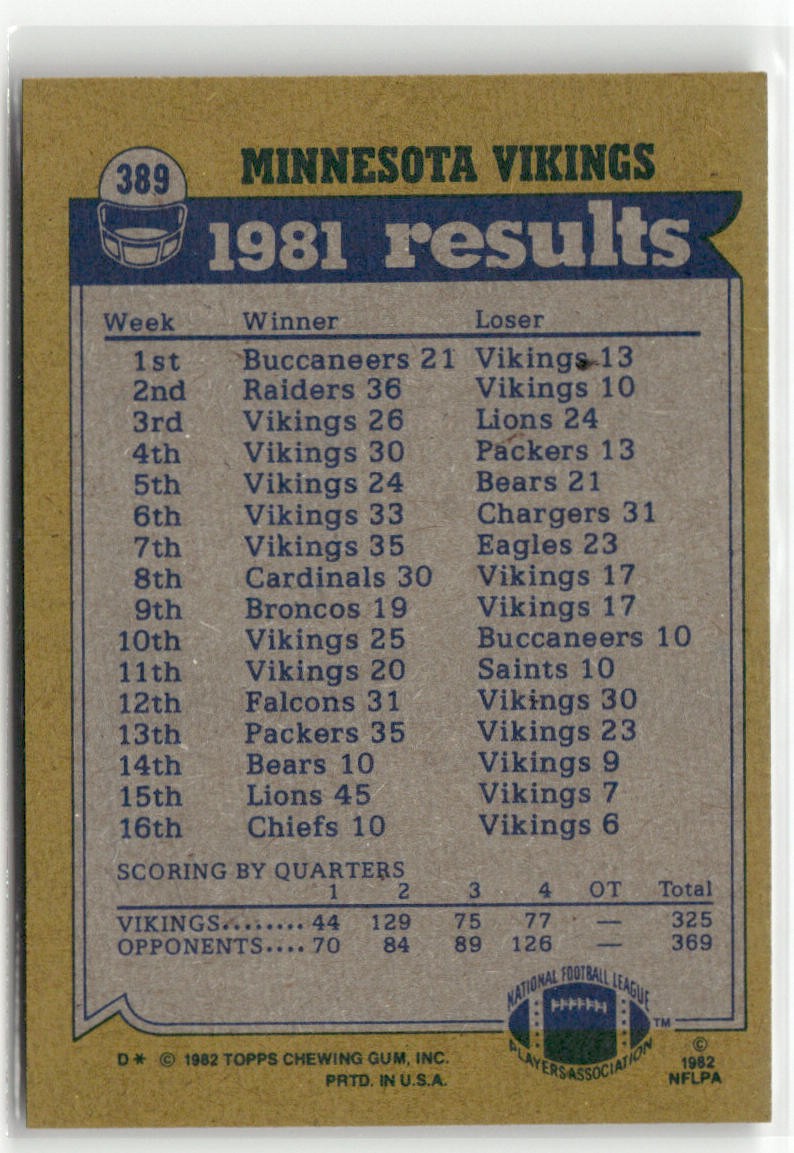 389 MINNESOTA VIKINGS
1981 results
Week Winner Loser
1st Buccaneers 21 Vikings 13
2nd Raiders 36 Vikings 10
3rd Vikings 26 Lions 24
4th Vikings 30 Packers 13
5th Vikings 24 Bears 21
6th Vikings 33 Chargers 31
7th Vikings 35 Eagles 23
8th Cardinals 30 Vikings 17
9th Broncos 19 Vikings 17
10th Vikings 25 Buccaneers 10
11th Vikings 20 Saints 10
12th Falcons 31 Vikings 30
13th Packers 35 Vikings 23
14th Bears 10 Vikings 9
15th Lions 45 Vikings 7
16th Chiefs 10 Vikings 6
SCORING BY QUARTERS
1 2 3 4 OT Total
VIKINGS........ 44 129 75 77 — 325
OPPONENTS.... 70 84 89 126 — 369
NATIONAL FOOTBALL LEAGUE
PLAYERS ASSOCIATION
TM
D* © 1982 TOPPS CHEWING GUM, INC.
PRTD. IN U.S.A.
©
1982
NFLPA